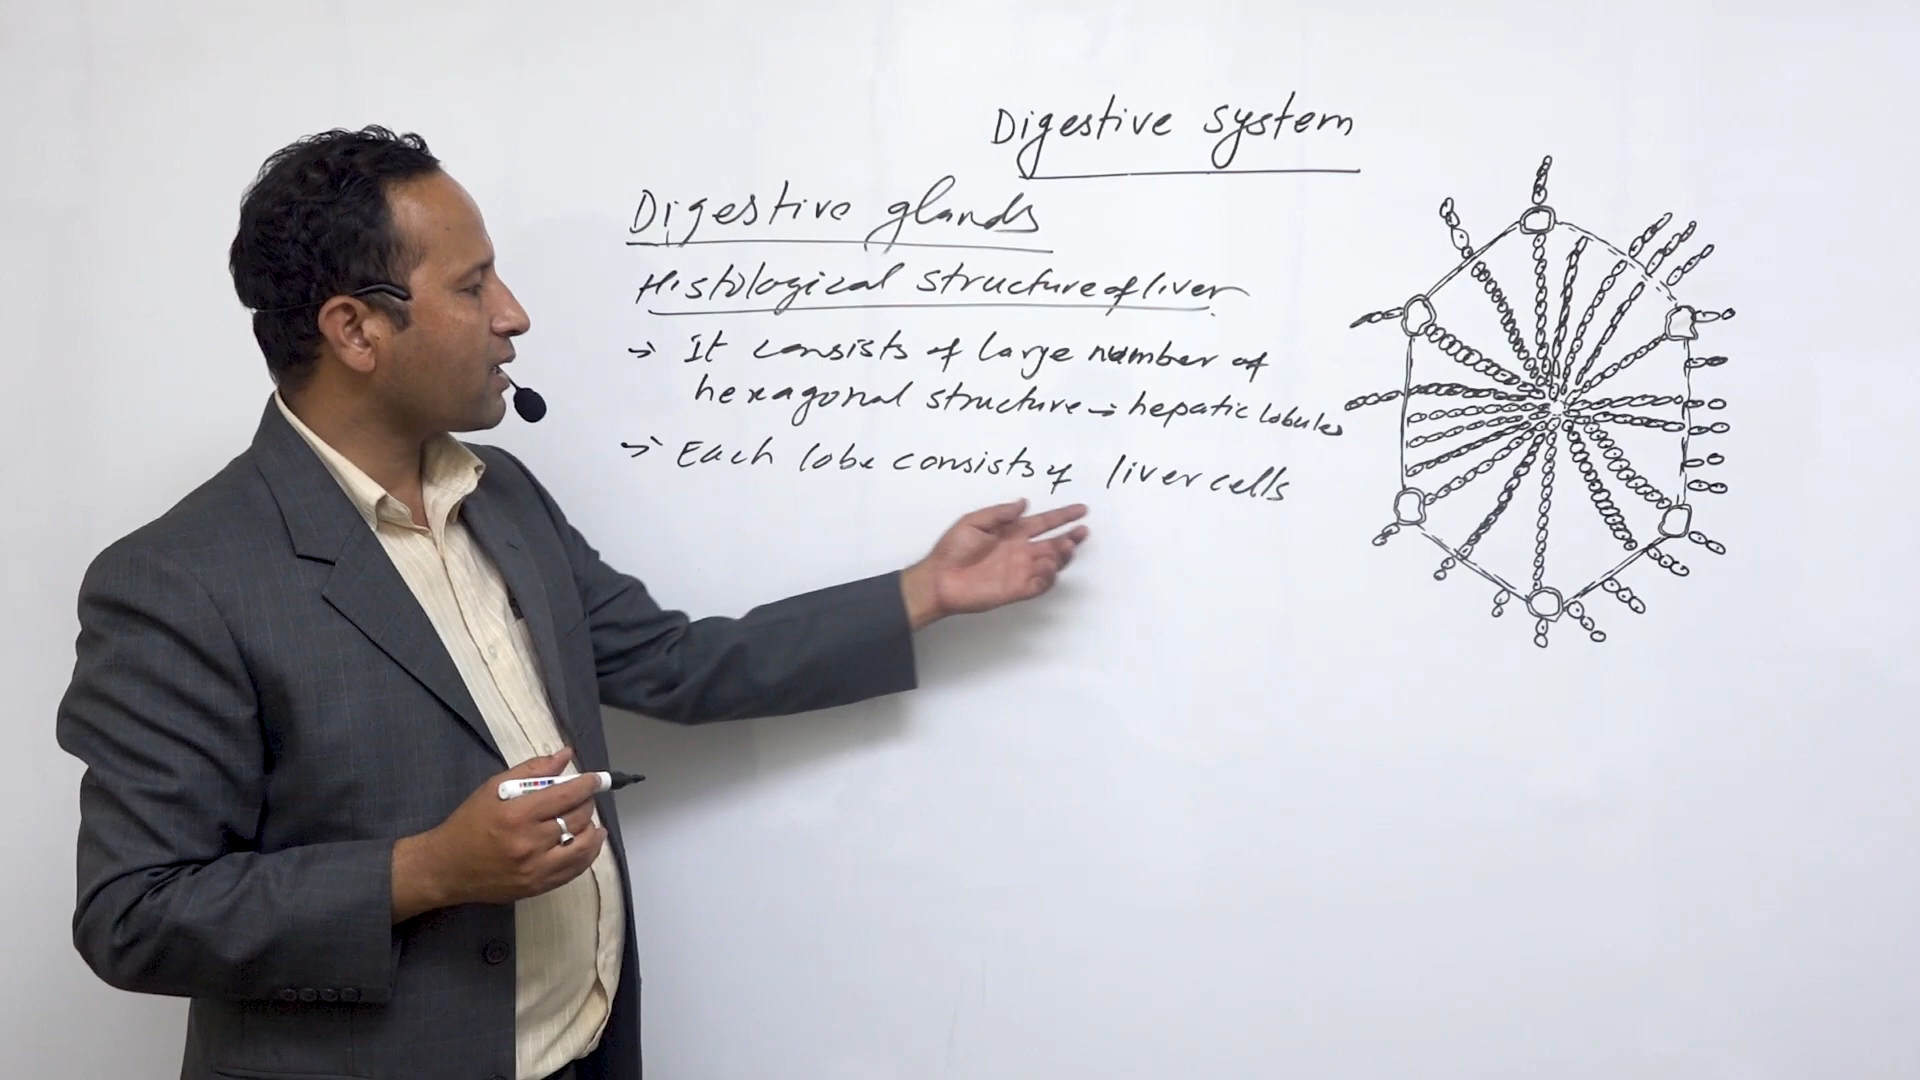 Digestive system
Digestive glands
Histological structure of liver
→ It consists of large number of
hexagonal structure → hepatic lobules
→ Each lobe consists of liver cells